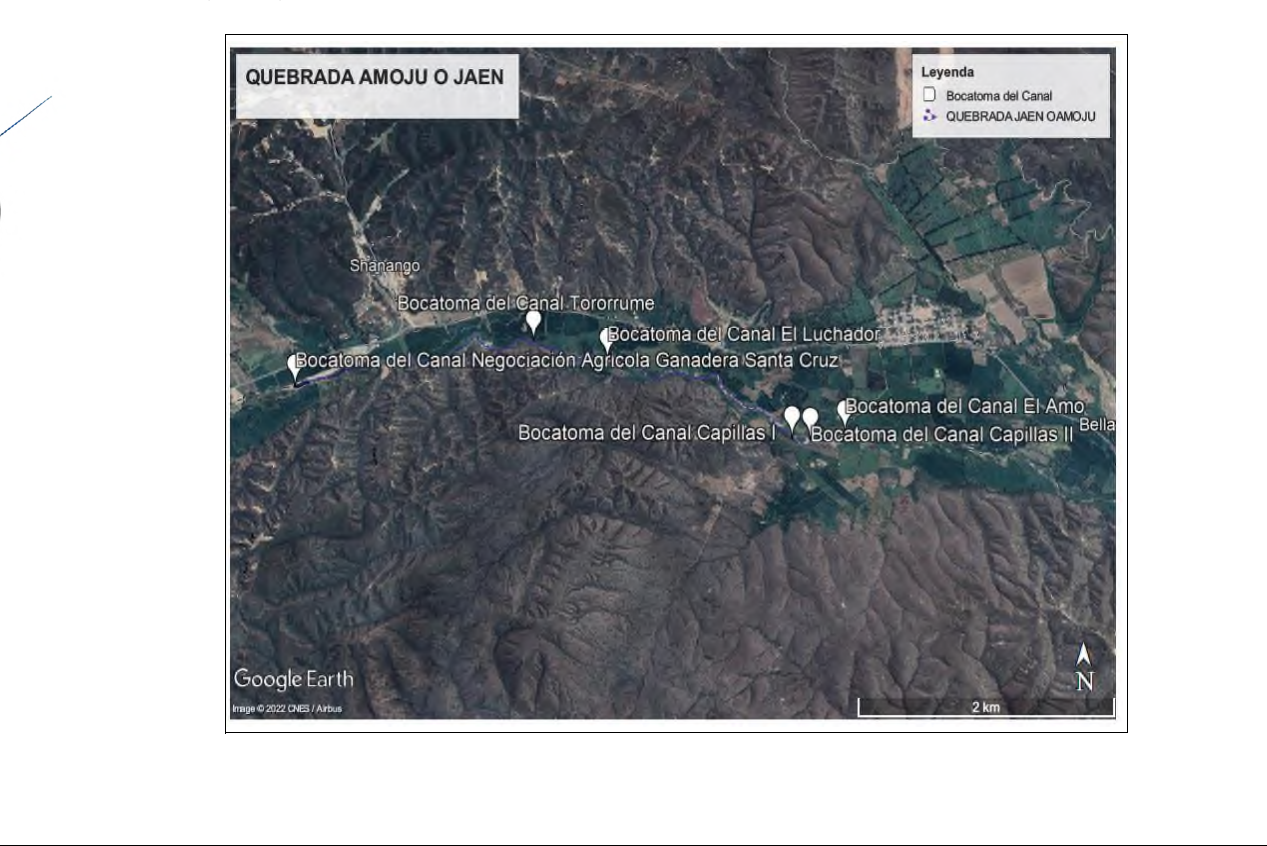 QUEBRADA AMOJU O JAEN
Leyenda
Bocatoma del Canal
QUEBRADA JAEN OAMOJU
Shanango
Bocatoma del Canal Tororrume
Bocatoma del Canal El Luchador
Bocatoma del Canal Negociación Agricola Ganadera Santa Cruz
Bocatoma del Canal El Amo
Bella
Bocatoma del Canal Capillas I
Bocatoma del Canal Capillas II
Google Earth
N
Image © 2022 CNES / Airbus
2 km